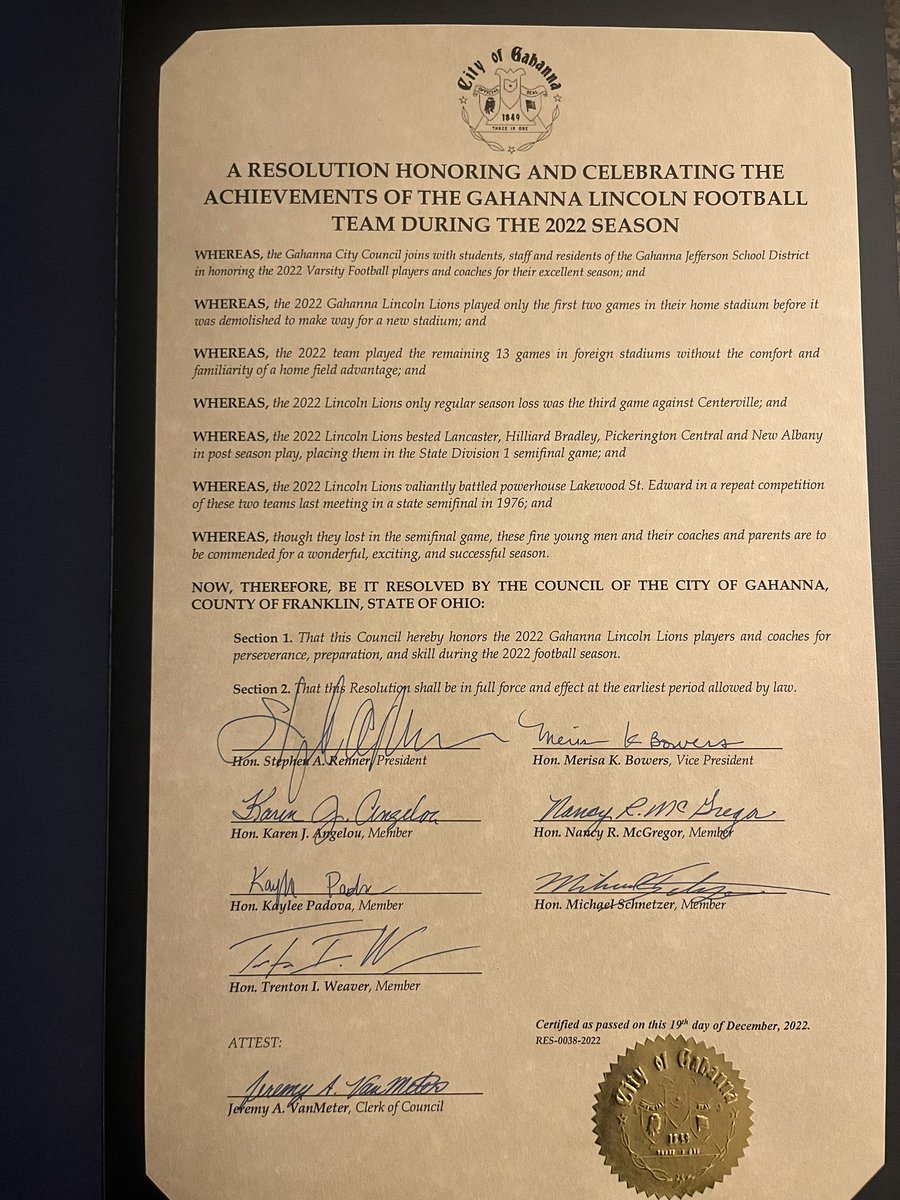 City of Gahanna
OFFICIAL SEAL
1849
THREE IN ONE
A RESOLUTION HONORING AND CELEBRATING THE
ACHIEVEMENTS OF THE GAHANNA LINCOLN FOOTBALL
TEAM DURING THE 2022 SEASON
WHEREAS, the Gahanna City Council joins with students, staff and residents of the Gahanna Jefferson School District
in honoring the 2022 Varsity Football players and coaches for their excellent season; and
WHEREAS, the 2022 Gahanna Lincoln Lions played only the first two games in their home stadium before it
was demolished to make way for a new stadium; and
WHEREAS, the 2022 team played the remaining 13 games in foreign stadiums without the comfort and
familiarity of a home field advantage; and
WHEREAS, the 2022 Lincoln Lions only regular season loss was the third game against Centerville; and
WHEREAS, the 2022 Lincoln Lions bested Lancaster, Hilliard Bradley, Pickerington Central and New Albany
in post season play, placing them in the State Division 1 semifinal game; and
WHEREAS, the 2022 Lincoln Lions valiantly battled powerhouse Lakewood St. Edward in a repeat competition
of these two teams last meeting in a state semifinal in 1976; and
WHEREAS, though they lost in the semifinal game, these fine young men and their coaches and parents are to
be commended for a wonderful, exciting, and successful season.
NOW, THEREFORE, BE IT RESOLVED BY THE COUNCIL OF THE CITY OF GAHANNA,
COUNTY OF FRANKLIN, STATE OF OHIO:
Section 1. That this Council hereby honors the 2022 Gahanna Lincoln Lions players and coaches for
perseverance, preparation, and skill during the 2022 football season.
Section 2. That this Resolution shall be in full force and effect at the earliest period allowed by law.
Merisa K Bowers
Hon. Stephen A. Renner, President
Hon. Merisa K. Bowers, Vice President
Karen J. Angelou
Nancy R. McGregor
Hon. Karen J. Angelou, Member
Hon. Nancy R. McGregor, Member
Hon. Kaylee Padova, Member
Hon. Michael Schnetzer, Member
Hon. Trenton I. Weaver, Member
Certified as passed on this 19th day of December, 2022.
RES-0038-2022
ATTEST:
Jeremy A. VanMeter
Jeremy A. VanMeter, Clerk of Council
City of Gahanna
1849